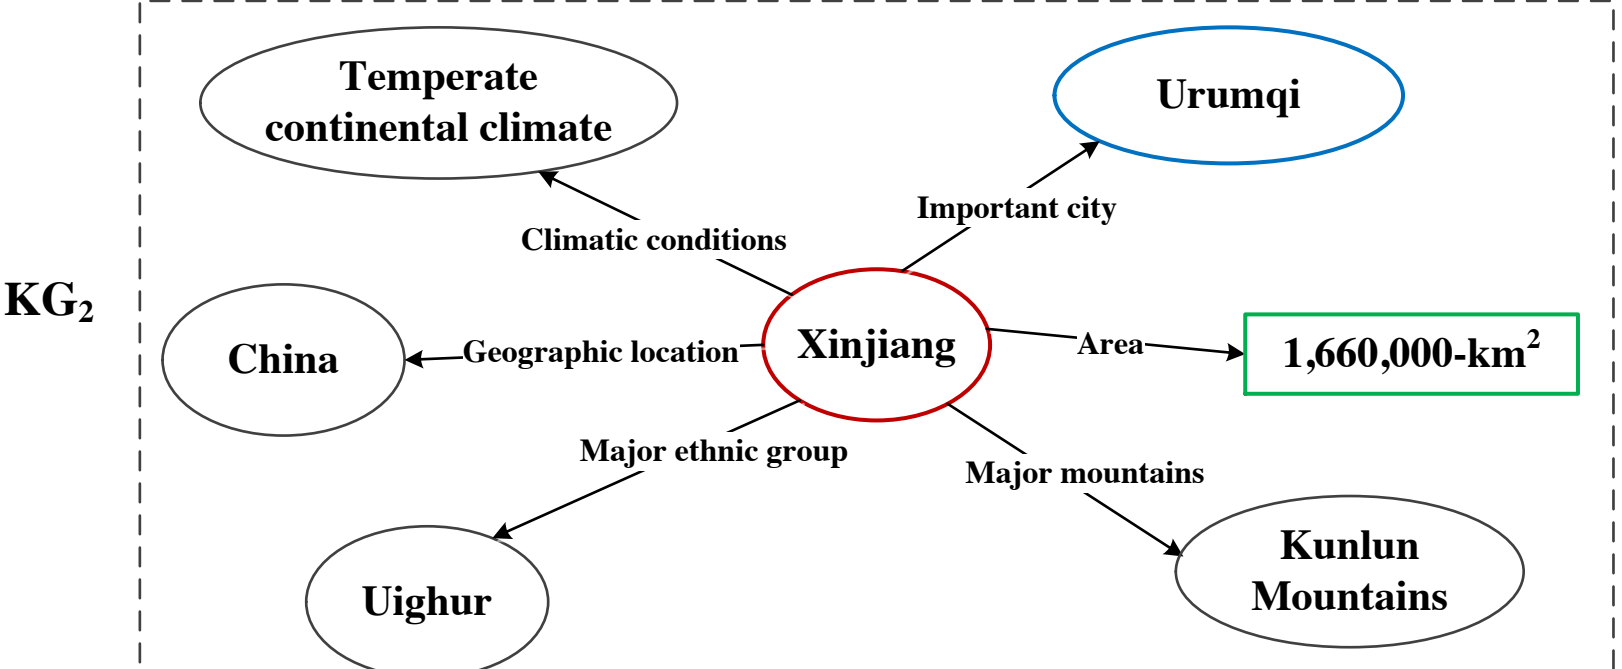 Temperate
continental climate
Urumqi
Important city
Climatic conditions
KG₂
China
Geographic location
Xinjiang
Area
1,660,000-km²
Major ethnic group
Major mountains
Uighur
Kunlun
Mountains